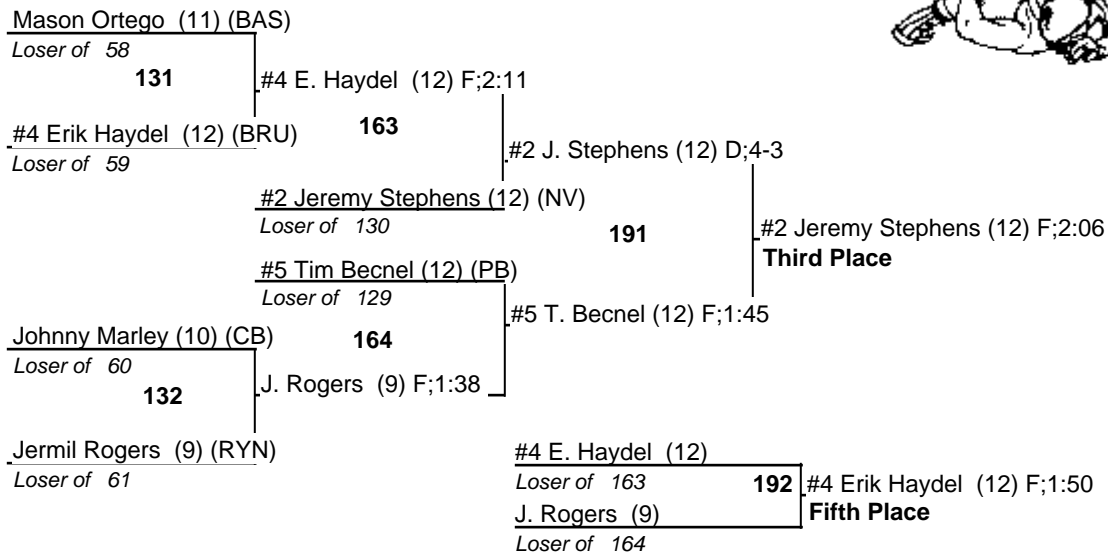 Mason Ortego (11) (BAS)
Loser of 58
131
#4 E. Haydel (12) F;2:11
#4 Erik Haydel (12) (BRU)
Loser of 59
163
#2 J. Stephens (12) D;4-3
#2 Jeremy Stephens (12) (NV)
Loser of 130
191
#2 Jeremy Stephens (12) F;2:06
Third Place
#5 Tim Becnel (12) (PB)
Loser of 129
#5 T. Becnel (12) F;1:45
Johnny Marley (10) (CB)
Loser of 60
164
132
J. Rogers (9) F;1:38
Jermil Rogers (9) (RYN)
Loser of 61
#4 E. Haydel (12)
Loser of 163
192
#4 Erik Haydel (12) F;1:50
Fifth Place
J. Rogers (9)
Loser of 164